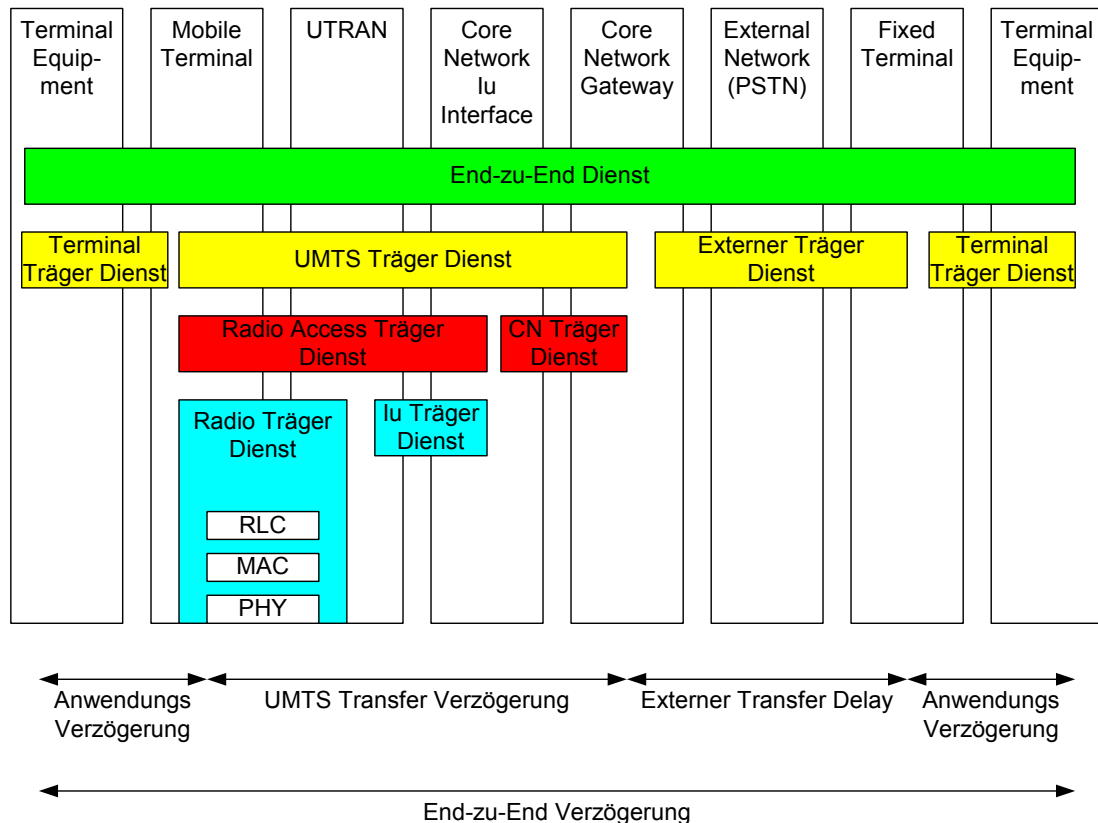 Terminal
Equip-
ment
Mobile
Terminal
UTRAN
Core
Network
Iu
Interface
Core
Network
Gateway
External
Network
(PSTN)
Fixed
Terminal
Terminal
Equip-
ment
End-zu-End Dienst
Terminal
Träger Dienst
UMTS Träger Dienst
Externer Träger
Dienst
Terminal
Träger Dienst
Radio Access Träger
Dienst
CN Träger
Dienst
Radio Träger
Dienst
Iu Träger
Dienst
RLC
MAC
PHY
Anwendungs
Verzögerung
UMTS Transfer Verzögerung
Externer Transfer Delay
Anwendungs
Verzögerung
End-zu-End Verzögerung